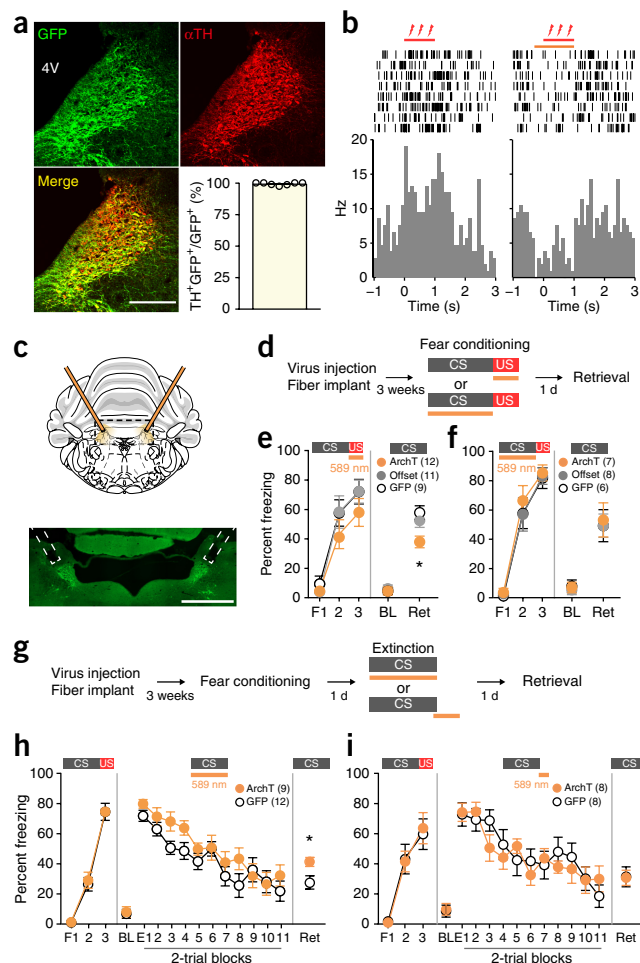 a
GFP
αTH
4V
Merge
TH+GFP+/GFP+ (%)
100
75
50
25
0
b
20
15
10
5
0
Hz
–1 0 1 2 3
–1 0 1 2 3
Time (s)
Time (s)
c
d
Fear conditioning
Virus injection
Fiber implant
3 weeks
CS US
or
CS US
1 d
Retrieval
e
CS US
589 nm
CS
ArchT (12)
Offset (11)
GFP (9)
Percent freezing
100
80
60
40
20
0
*
F1 2 3 BL Ret
f
CS US
589 nm
CS
ArchT (7)
Offset (8)
GFP (6)
100
80
60
40
20
0
F1 2 3 BL Ret
g
Virus injection
Fiber implant
3 weeks
Fear conditioning
1 d
Extinction
CS
or
CS
1 d
Retrieval
h
CS US
CS
589 nm
CS
ArchT (9)
GFP (12)
Percent freezing
100
80
60
40
20
0
*
F1 2 3 BL E1 2 3 4 5 6 7 8 9 10 11 Ret
2-trial blocks
i
CS US
CS
589 nm
CS
ArchT (8)
GFP (8)
100
80
60
40
20
0
F1 2 3 BL E1 2 3 4 5 6 7 8 9 10 11 Ret
2-trial blocks